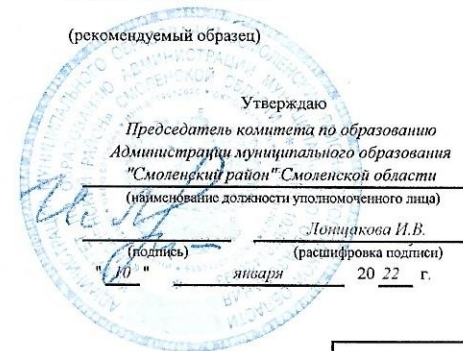 (рекомендуемый образец)
Утверждаю
Председатель комитета по образованию
Администрации муниципального образования
"Смоленский район" Смоленской области
(наименование должности уполномоченного лица)
Лонщакова И.В.
(подпись) (расшифровка подписи)
" 10 " января 20 22 г.